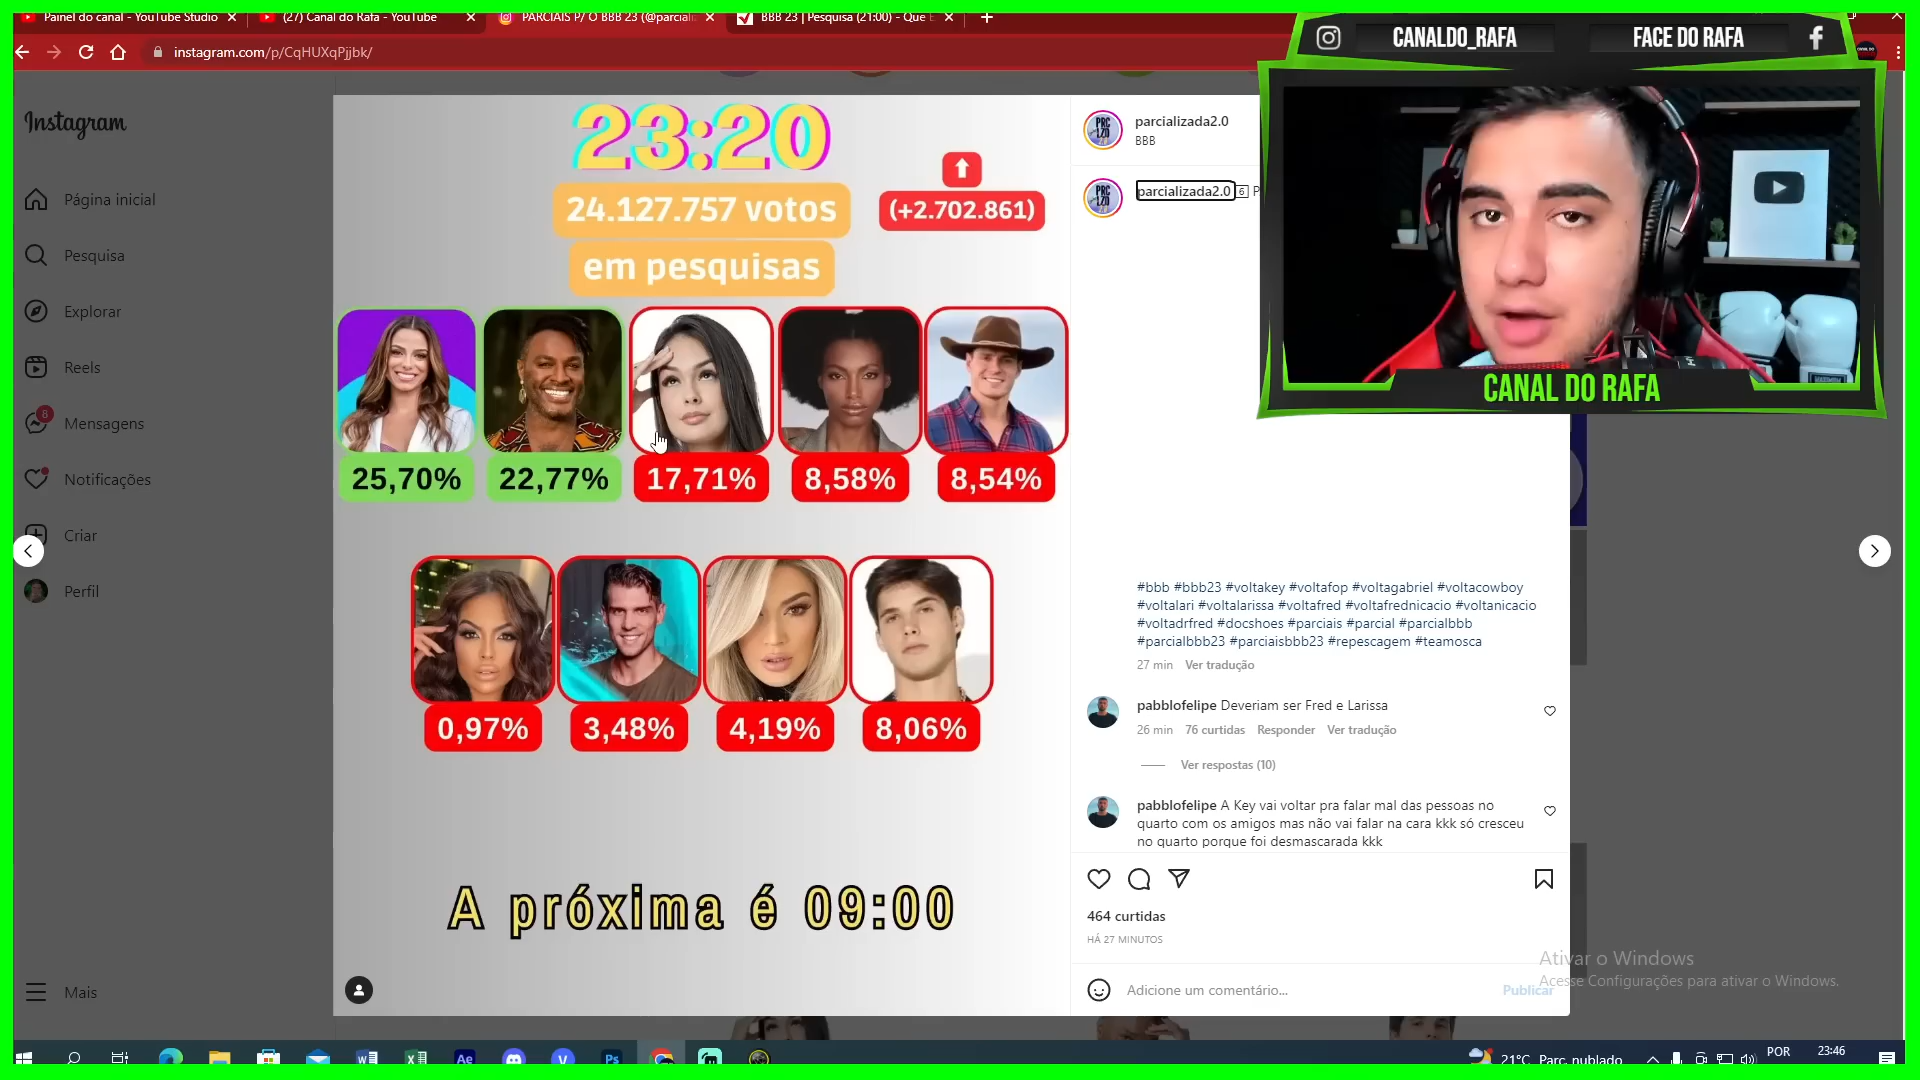 Painel do canal - YouTube Studio
(27) Canal do Rafa - YouTube
PARCIAIS P/ O BBB 23 (@parciali
BBB 23 | Pesquisa (21:00) - Que E
instagram.com/p/CqHUXqPjjbk/
CANALDO_RAFA
FACE DO RAFA
CANAL DO RAFA
Instagram
Página inicial
Pesquisa
Explorar
Reels
8
Mensagens
Notificações
Criar
Perfil
Mais
23:20
24.127.757 votos
(+2.702.861)
em pesquisas
25,70%
22,77%
17,71%
8,58%
8,54%
0,97%
3,48%
4,19%
8,06%
A próxima é 09:00
PRC
LZD
parcializada2.0
BBB
PRC
LZD
parcializada2.0 6 P
#bbb #bbb23 #voltakey #voltafop #voltagabriel #voltacowboy
#voltalari #voltalarissa #voltafred #voltafrednicacio #voltanicacio
#voltadrfred #docshoes #parciais #parcial #parcialbbb
#parcialbbb23 #parciaisbbb23 #repescagem #teamosca
27 min Ver tradução
pabblofelipe Deveriam ser Fred e Larissa
26 min 76 curtidas Responder Ver tradução
Ver respostas (10)
pabblofelipe A Key vai voltar pra falar mal das pessoas no
quarto com os amigos mas não vai falar na cara kkk só cresceu
no quarto porque foi desmascarada kkk
464 curtidas
HÁ 27 MINUTOS
Adicione um comentário...
Publicar
Ativar o Windows
Acesse Configurações para ativar o Windows.
21°C Parc. nublado
POR
23:46